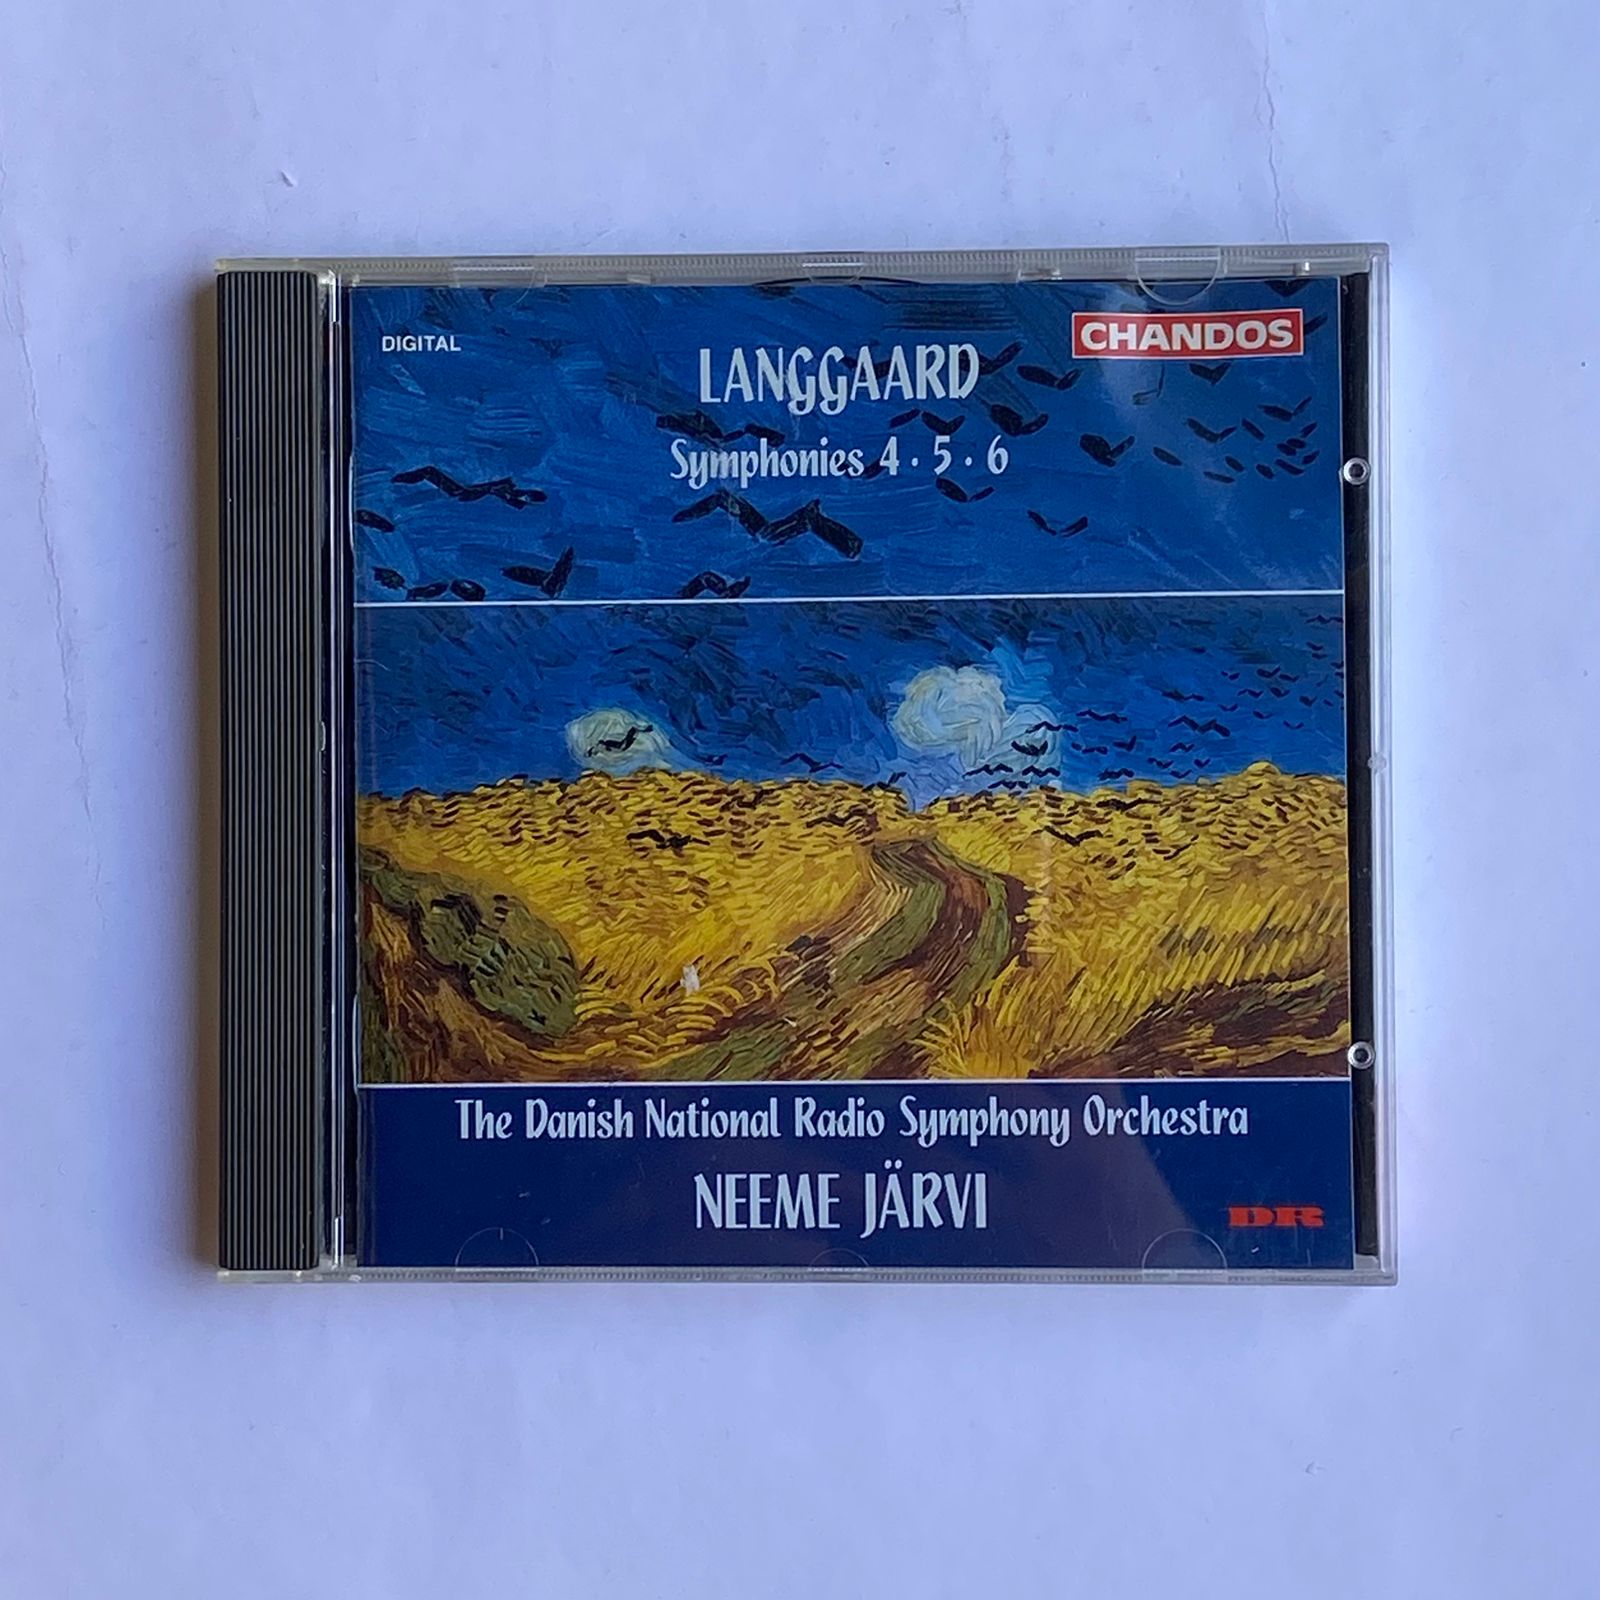 DIGITAL
CHANDOS
LANGGAARD
Symphonies 4 · 5 · 6
The Danish National Radio Symphony Orchestra
NEEME JÄRVI
DR